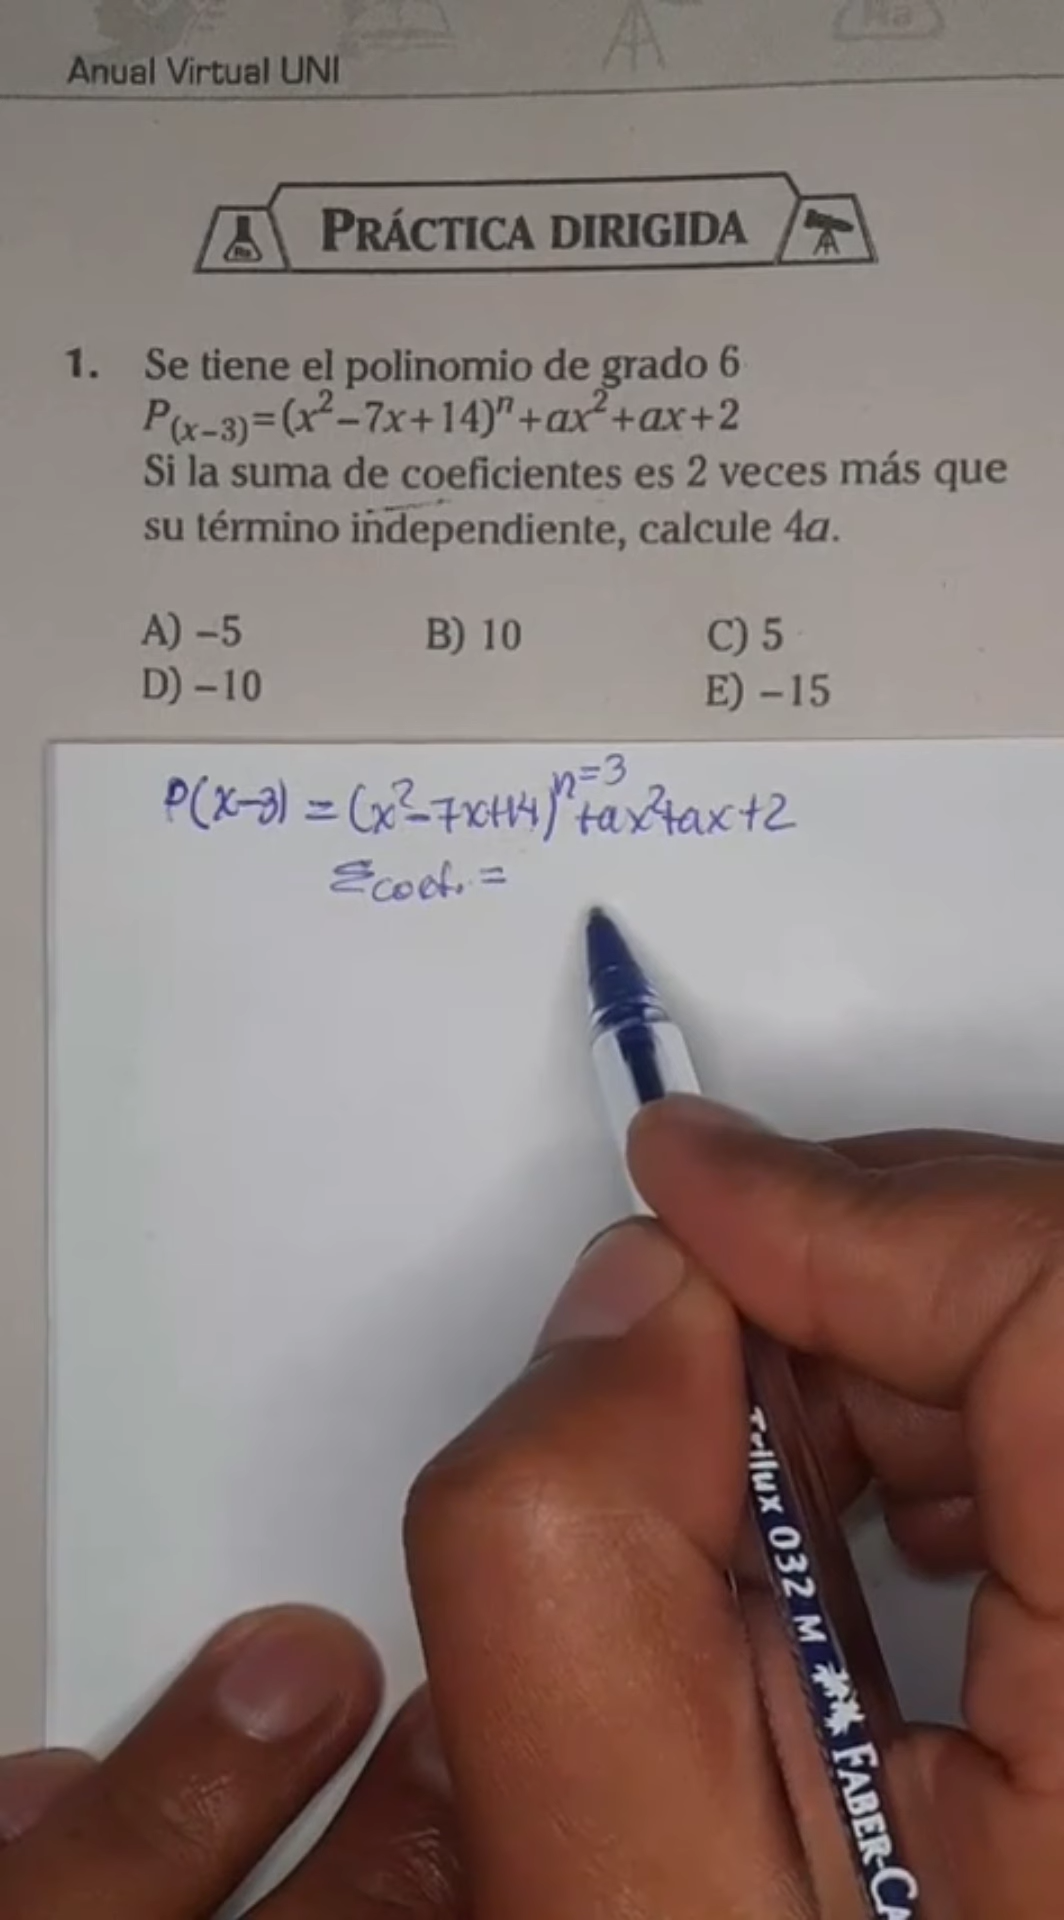 Ra
Anual Virtual UNI
PRÁCTICA DIRIGIDA
1. Se tiene el polinomio de grado 6
P(x−3)=(x²−7x+14)ⁿ+ax²+ax+2
Si la suma de coeficientes es 2 veces más que
su término independiente, calcule 4a.
A) −5 B) 10 C) 5
D) −10 E) −15
P(x-3) = (x²-7x+14)ⁿ⁼³+ax²+ax+2
Σcoef. =
Trilux 032 M FABER-CA